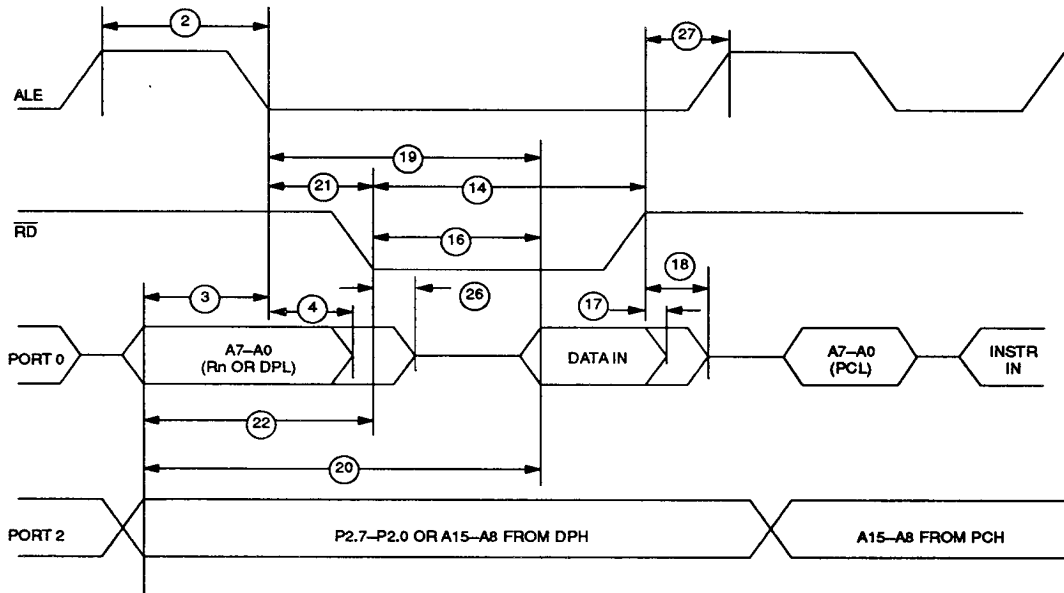 2
27
ALE
19
21
14
RD
16
18
3
4
26
17
PORT 0
A7–A0
(Rn OR DPL)
DATA IN
A7–A0
(PCL)
INSTR
IN
22
20
PORT 2
P2.7–P2.0 OR A15–A8 FROM DPH
A15–A8 FROM PCH